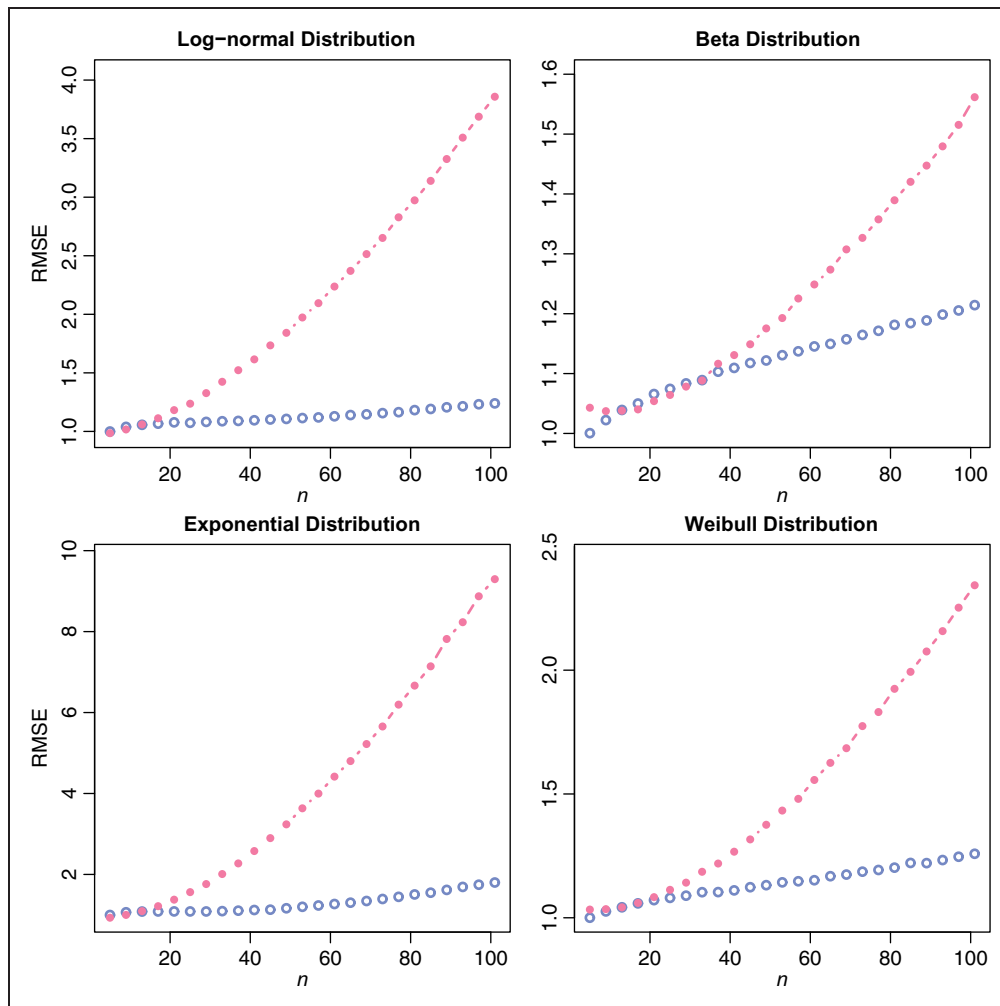 Log−normal Distribution
RMSE
4.0
3.5
3.0
2.5
2.0
1.5
1.0
20 40 60 80 100
n
Beta Distribution
1.6
1.5
1.4
1.3
1.2
1.1
1.0
20 40 60 80 100
n
Exponential Distribution
RMSE
10
8
6
4
2
20 40 60 80 100
n
Weibull Distribution
2.5
2.0
1.5
1.0
20 40 60 80 100
n